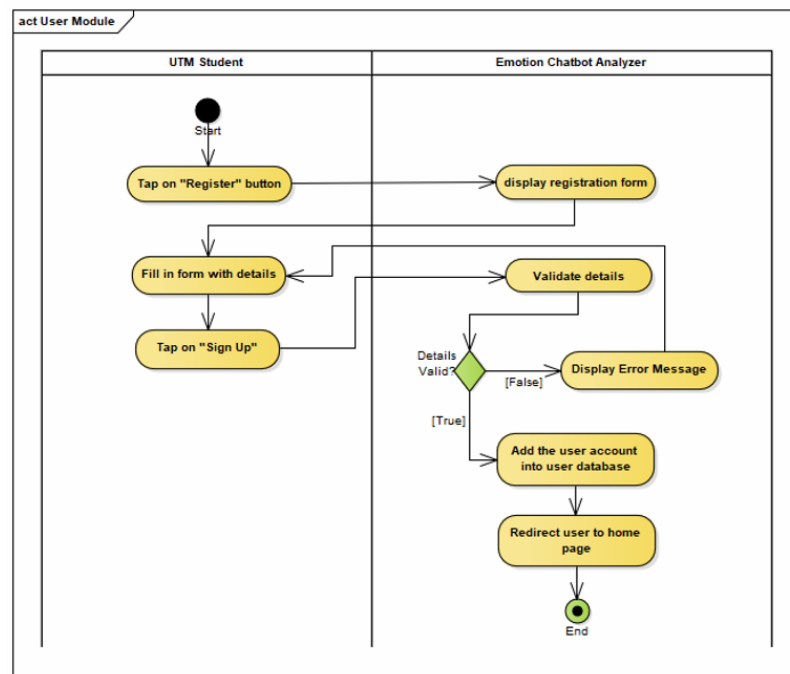 act User Module
UTM Student
Emotion Chatbot Analyzer
Start
Tap on "Register" button
display registration form
Fill in form with details
Validate details
Tap on "Sign Up"
Details
Valid?
[False]
Display Error Message
[True]
Add the user account
into user database
Redirect user to home
page
End